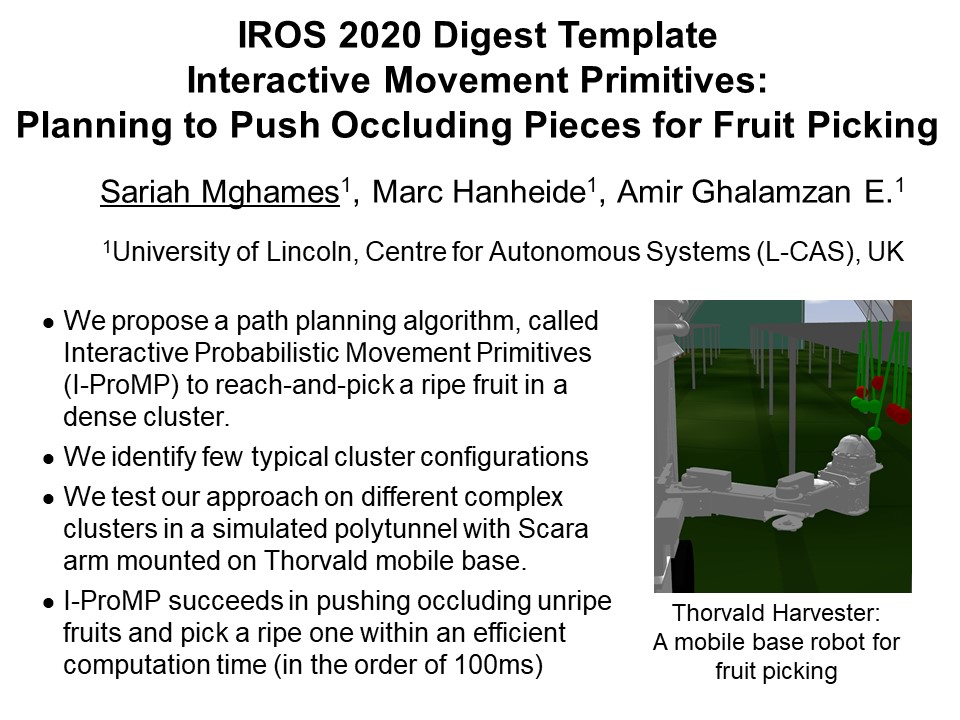 IROS 2020 Digest Template
Interactive Movement Primitives:
Planning to Push Occluding Pieces for Fruit Picking
Sariah Mghames¹, Marc Hanheide¹, Amir Ghalamzan E.¹
¹University of Lincoln, Centre for Autonomous Systems (L-CAS), UK
• We propose a path planning algorithm, called
Interactive Probabilistic Movement Primitives
(I-ProMP) to reach-and-pick a ripe fruit in a
dense cluster.
• We identify few typical cluster configurations
• We test our approach on different complex
clusters in a simulated polytunnel with Scara
arm mounted on Thorvald mobile base.
• I-ProMP succeeds in pushing occluding unripe
fruits and pick a ripe one within an efficient
computation time (in the order of 100ms)
Thorvald Harvester:
A mobile base robot for
fruit picking